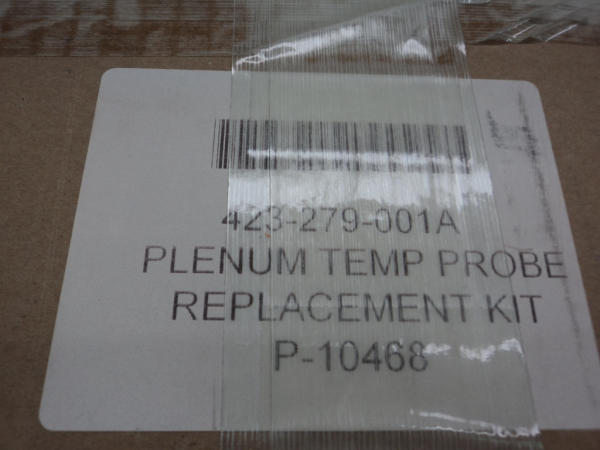 423-279-001A
PLENUM TEMP PROBE
REPLACEMENT KIT
P-10468